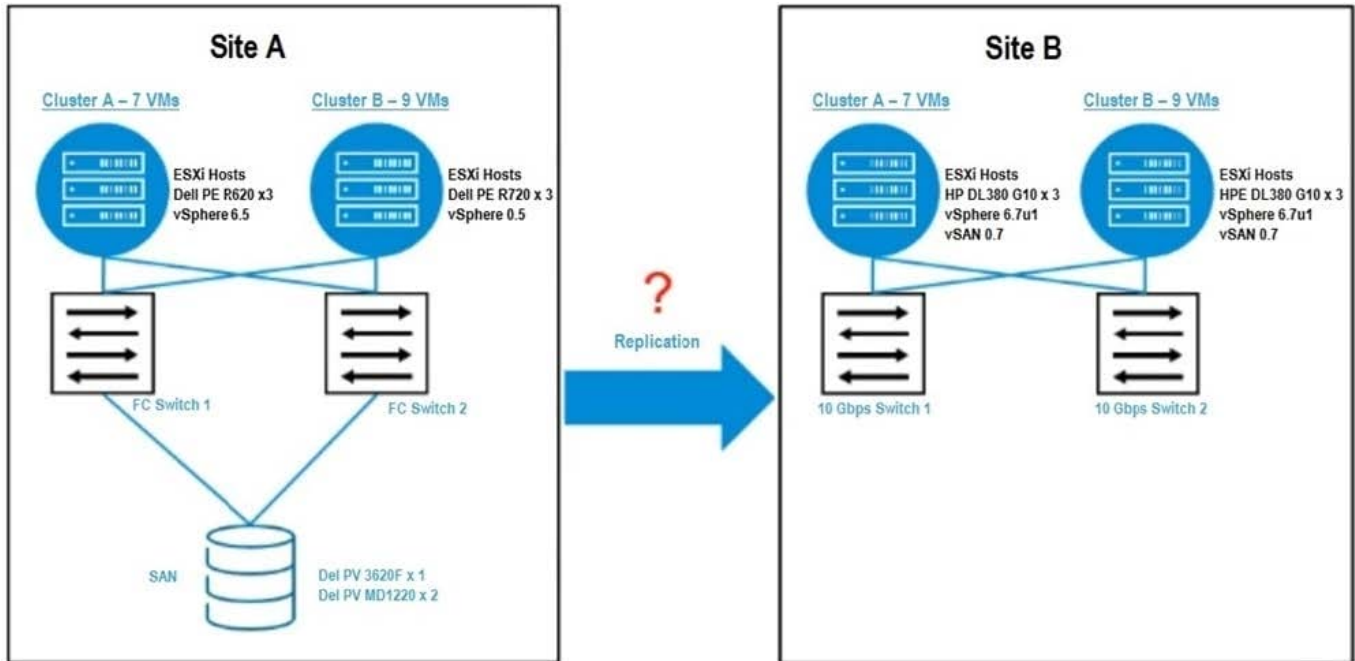 Site A
Cluster A – 7 VMs
Cluster B – 9 VMs
ESXi Hosts
Dell PE R620 x3
vSphere 6.5
ESXi Hosts
Dell PE R720 x 3
vSphere 0.5
FC Switch 1
FC Switch 2
SAN
Del PV 3620F x 1
Del PV MD1220 x 2
?
Replication
Site B
Cluster A – 7 VMs
Cluster B – 9 VMs
ESXi Hosts
HP DL380 G10 x 3
vSphere 6.7u1
vSAN 0.7
ESXi Hosts
HPE DL380 G10 x 3
vSphere 6.7u1
vSAN 0.7
10 Gbps Switch 1
10 Gbps Switch 2